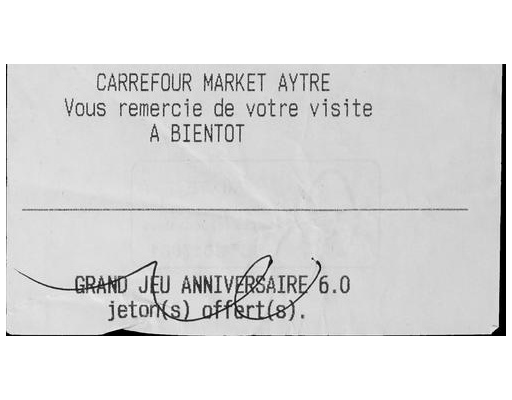 CARREFOUR MARKET AYTRE
Vous remercie de votre visite
A BIENTOT
GRAND JEU ANNIVERSAIRE 6.0
jeton(s) offert(s).